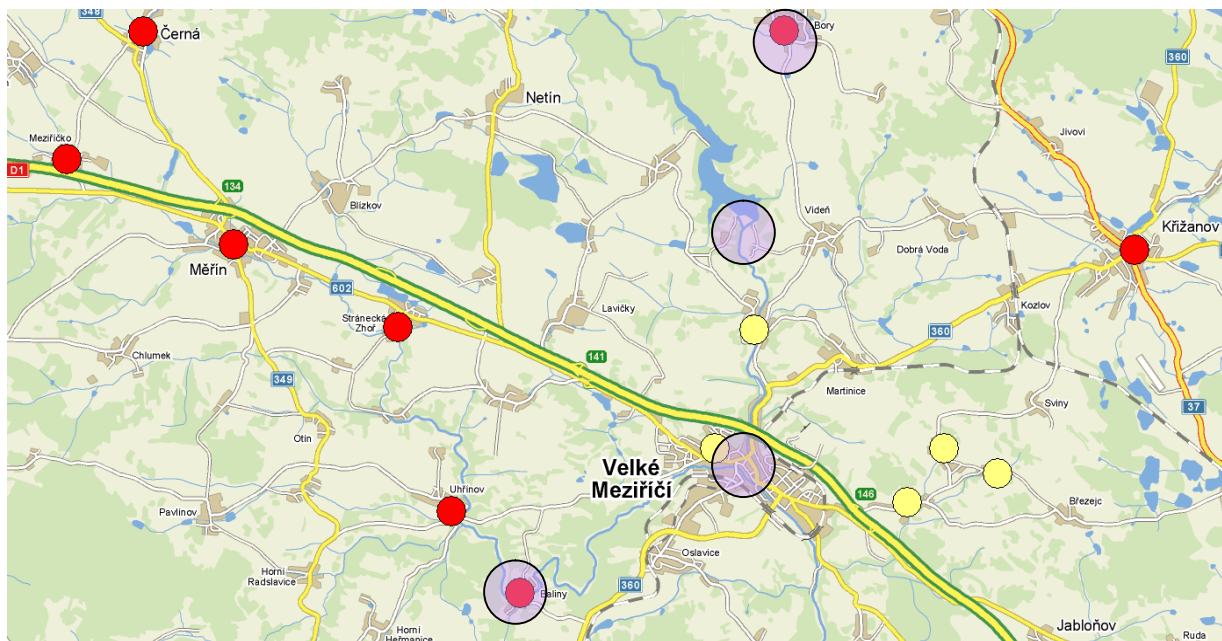 348
Černá
Bory
360
Netín
Meziříčko
Jívoví
D1
134
Blízkov
Vídeň
Křižanov
Dobrá Voda
Měřín
602
Kozlov
Stránecká
Zhoř
Lavičky
360
Chlumek
141
349
Martinice
37
Sviny
Otín
Velké
Meziříčí
Uhřínov
146
Březejc
Pavlínov
Oslavice
Horní
Radslavice
360
Baliny
Horní
Heřmanice
Jabloňov
Ruda